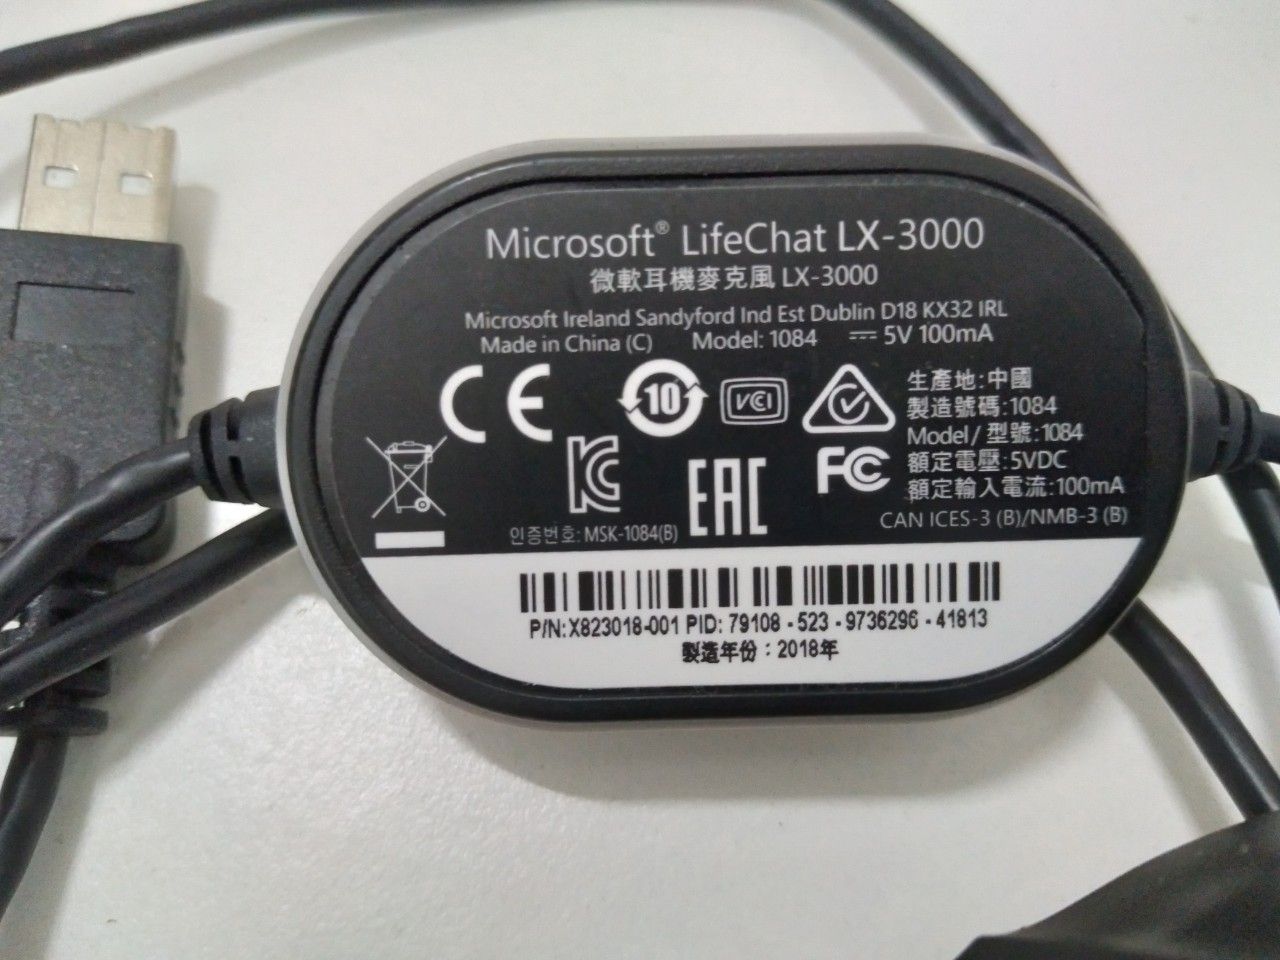 Microsoft® LifeChat LX-3000
微軟耳機麥克風 LX-3000
Microsoft Ireland Sandyford Ind Est Dublin D18 KX32 IRL
Made in China (C) Model: 1084 ⎓ 5V 100mA
CE
10
VCI
生產地:中國
製造號碼:1084
Model/型號:1084
額定電壓:5VDC
額定輸入電流:100mA
KC
EAC
FC
인증번호: MSK-1084(B)
CAN ICES-3 (B)/NMB-3 (B)
P/N:X823018-001 PID: 79108 - 523 - 9736296 - 41813
製造年份：2018年